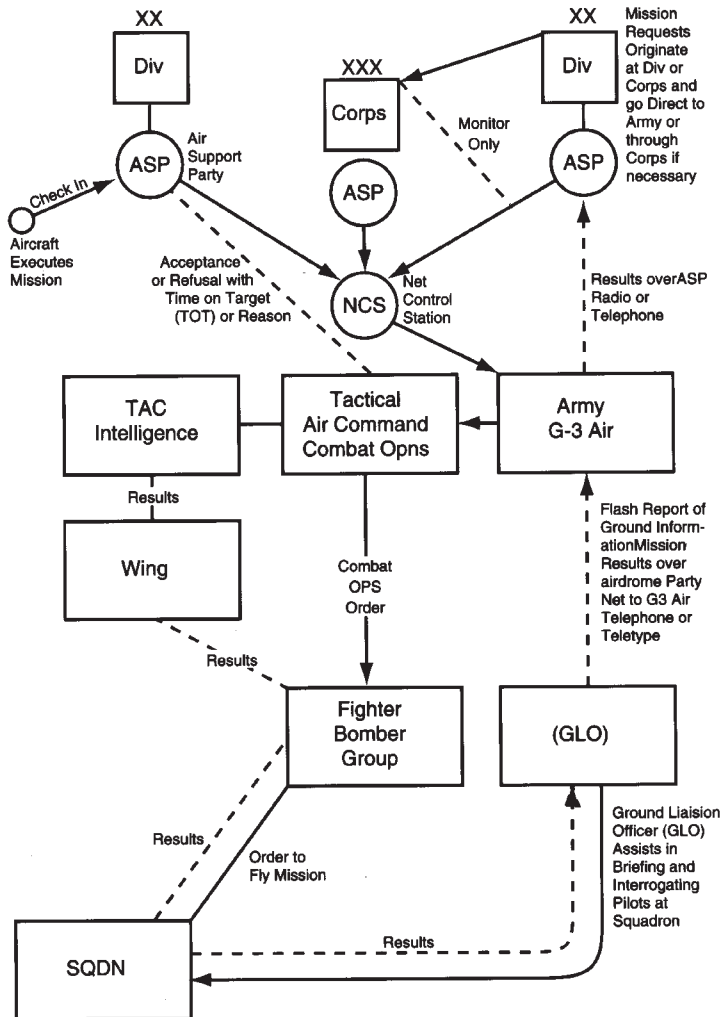 XX
Div
ASP
Air
Support
Party
Check In
Aircraft
Executes
Mission
XXX
Corps
ASP
Monitor
Only
XX
Div
ASP
Mission
Requests
Originate
at Div or
Corps and
go Direct to
Army or
through
Corps if
necessary
Acceptance
or Refusal with
Time on Target
(TOT) or Reason
NCS
Net
Control
Station
Results overASP
Radio or
Telephone
TAC
Intelligence
Tactical
Air Command
Combat Opns
Army
G-3 Air
Results
Wing
Combat
OPS
Order
Flash Report of
Ground Inform-
ationMission
Results over
airdrome Party
Net to G3 Air
Telephone or
Teletype
Results
Fighter
Bomber
Group
(GLO)
Results
Order to
Fly Mission
Ground Liaision
Officer (GLO)
Assists in
Briefing and
Interrogating
Pilots at
Squadron
SQDN
Results